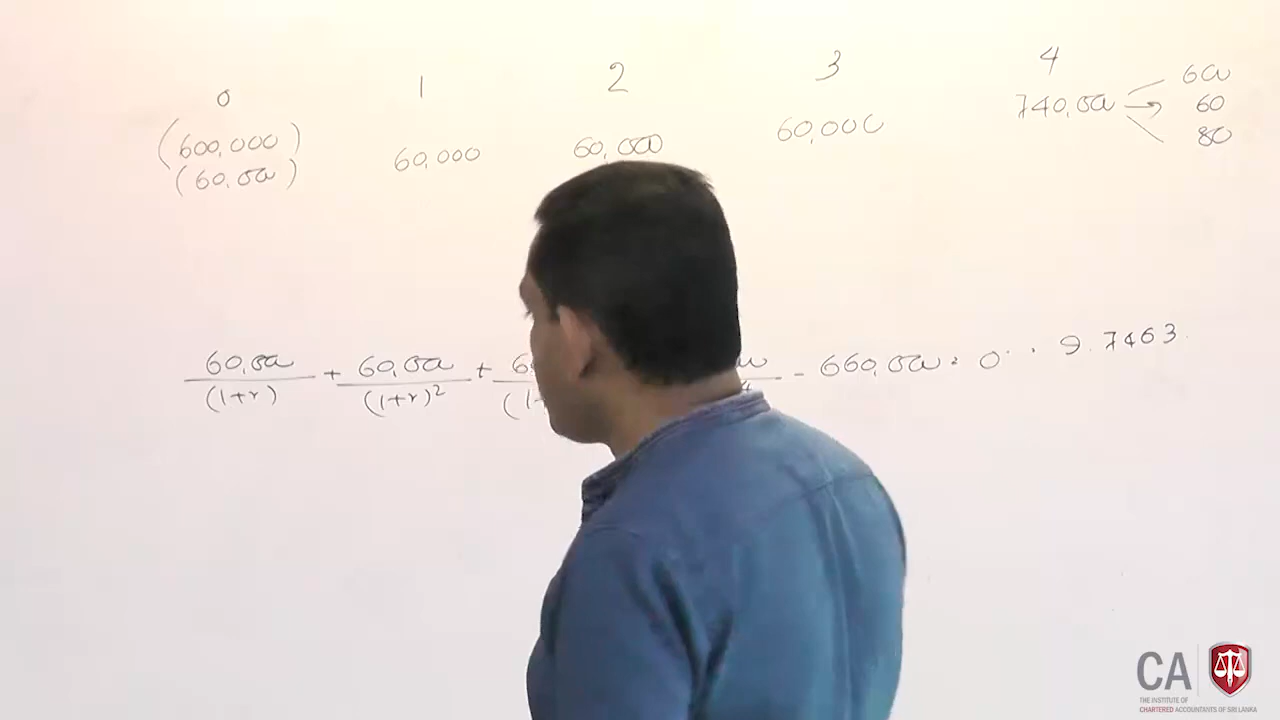 0 1 2 3 4
(600,000) 60,000 60,000 60,000 740,000 600
(60,000) 60
80
60,000 + 60,000 + 6 - 660,000 = 0 9.7463
(1+r) (1+r)² (1+
CA
THE INSTITUTE OF
CHARTERED ACCOUNTANTS OF SRI LANKA